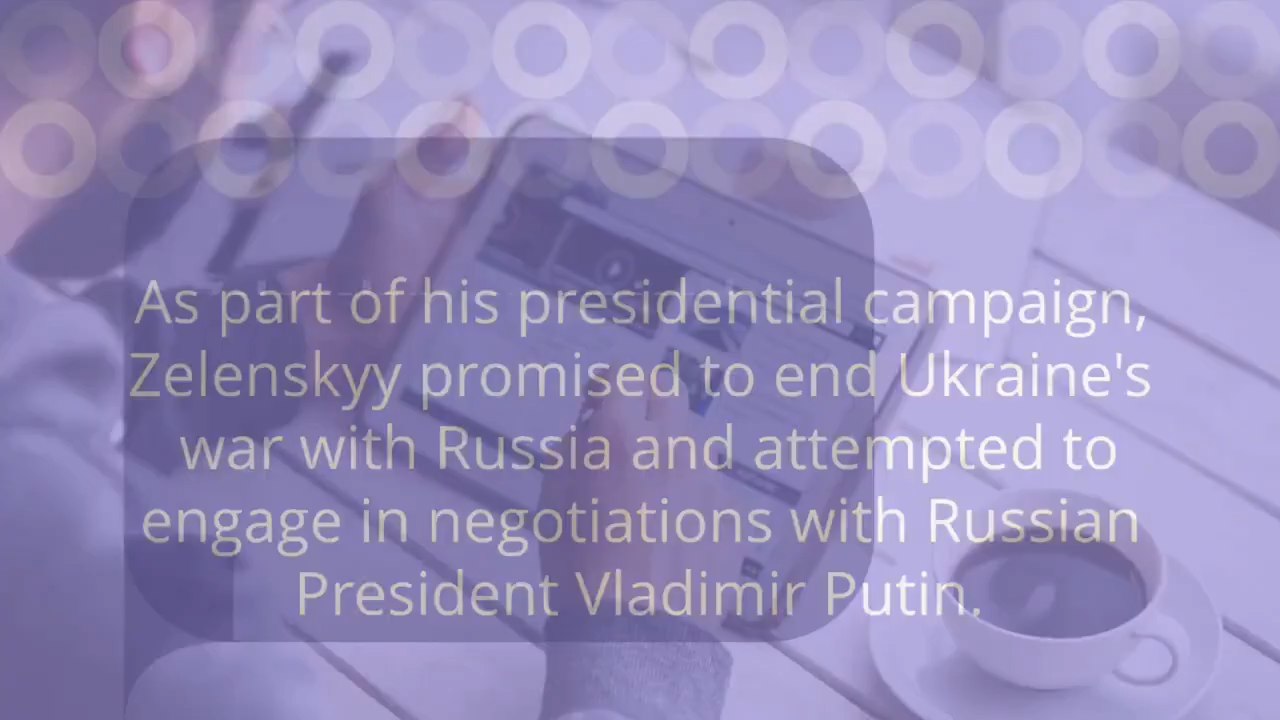 As part of his presidential campaign,
Zelenskyy promised to end Ukraine's
war with Russia and attempted to
engage in negotiations with Russian
President Vladimir Putin.